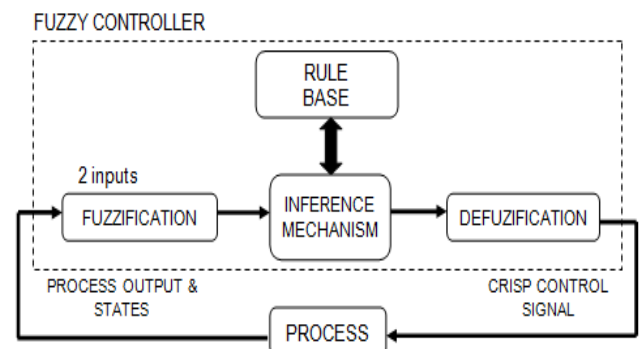 FUZZY CONTROLLER
RULE
BASE
2 inputs
FUZZIFICATION
INFERENCE
MECHANISM
DEFUZIFICATION
PROCESS OUTPUT &
STATES
CRISP CONTROL
SIGNAL
PROCESS